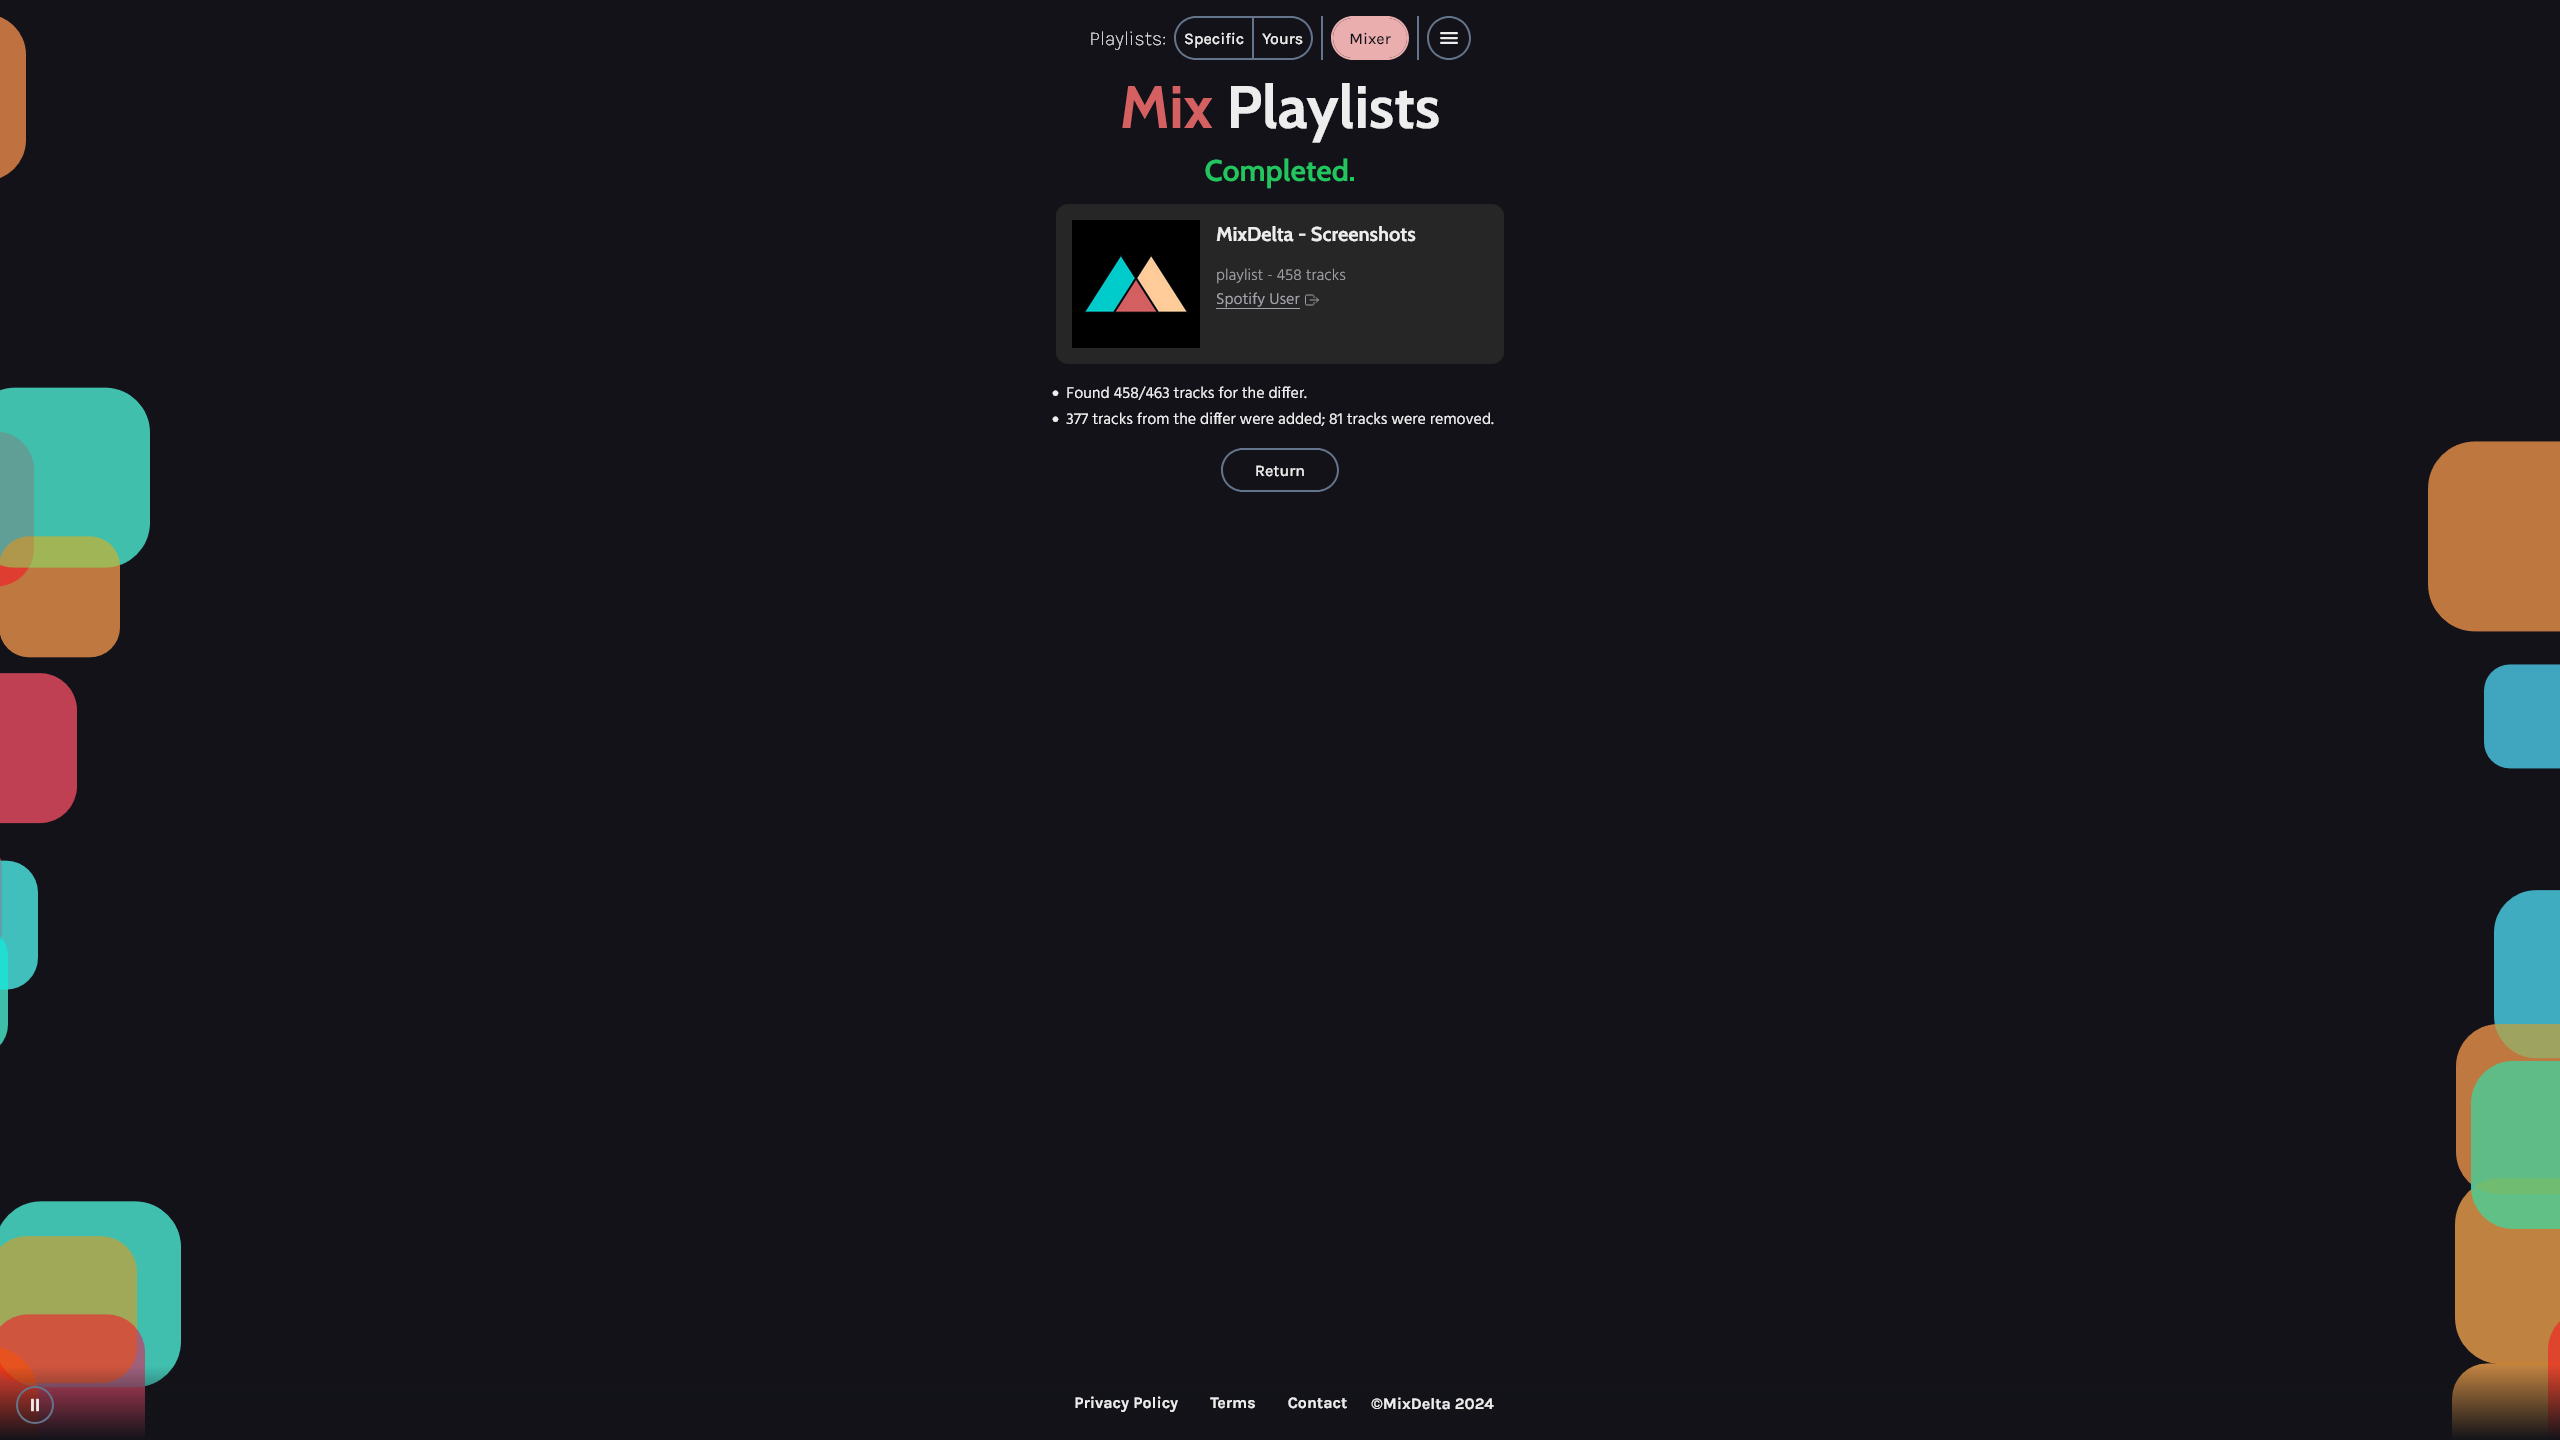 Playlists: Specific Yours Mixer
Mix Playlists
Completed.
MixDelta - Screenshots
playlist - 458 tracks
Spotify User
Found 458/463 tracks for the differ.
377 tracks from the differ were added; 81 tracks were removed.
Return
Privacy Policy Terms Contact ©MixDelta 2024